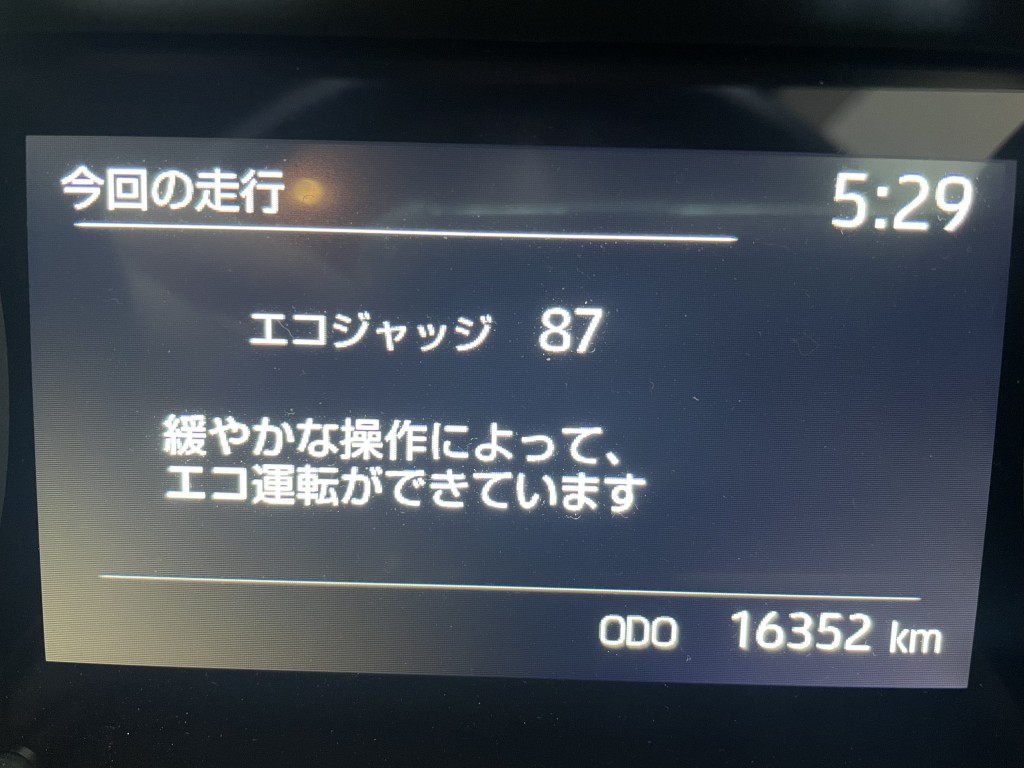 今回の走行
5:29
エコジャッジ 87
緩やかな操作によって、
エコ運転ができています
ODO 16352 km